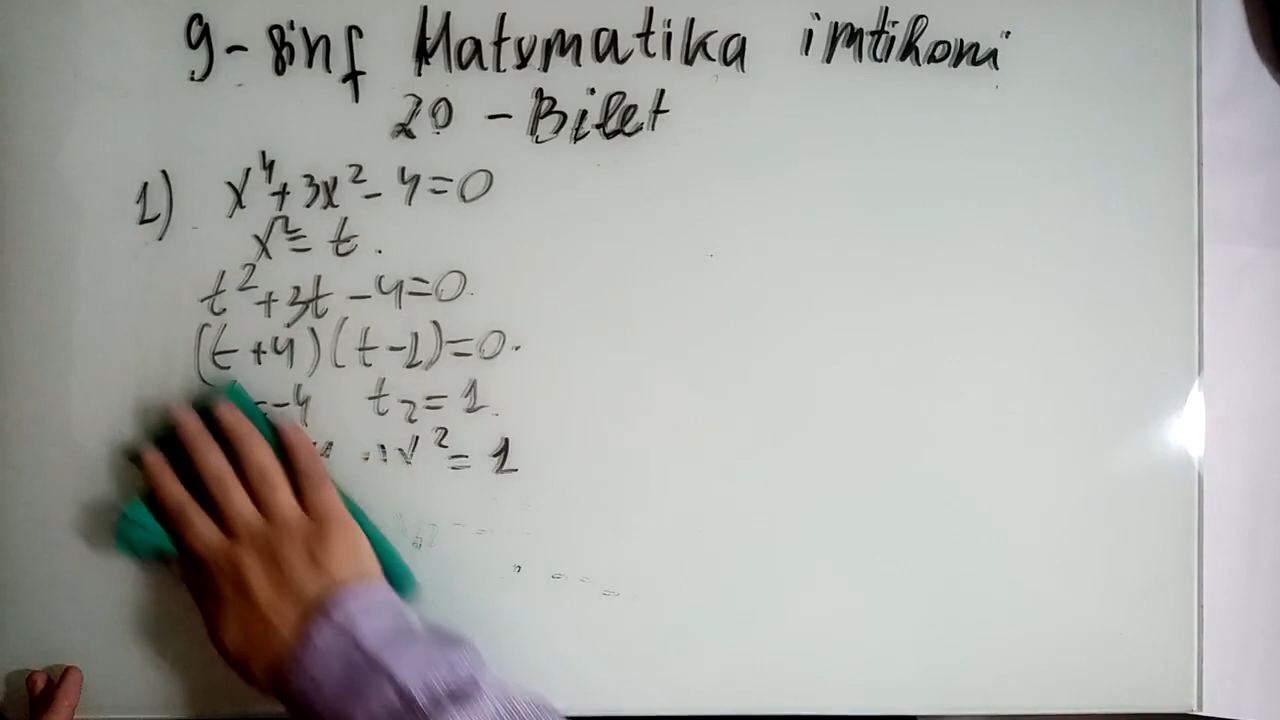 9-sinf Matematika imtihoni
20 - Bilet
1) x⁴+3x²-4=0
x²= t.
t²+3t-4=0.
(t+4)(t-1)=0.
=-4 t₂=1.
x²=1